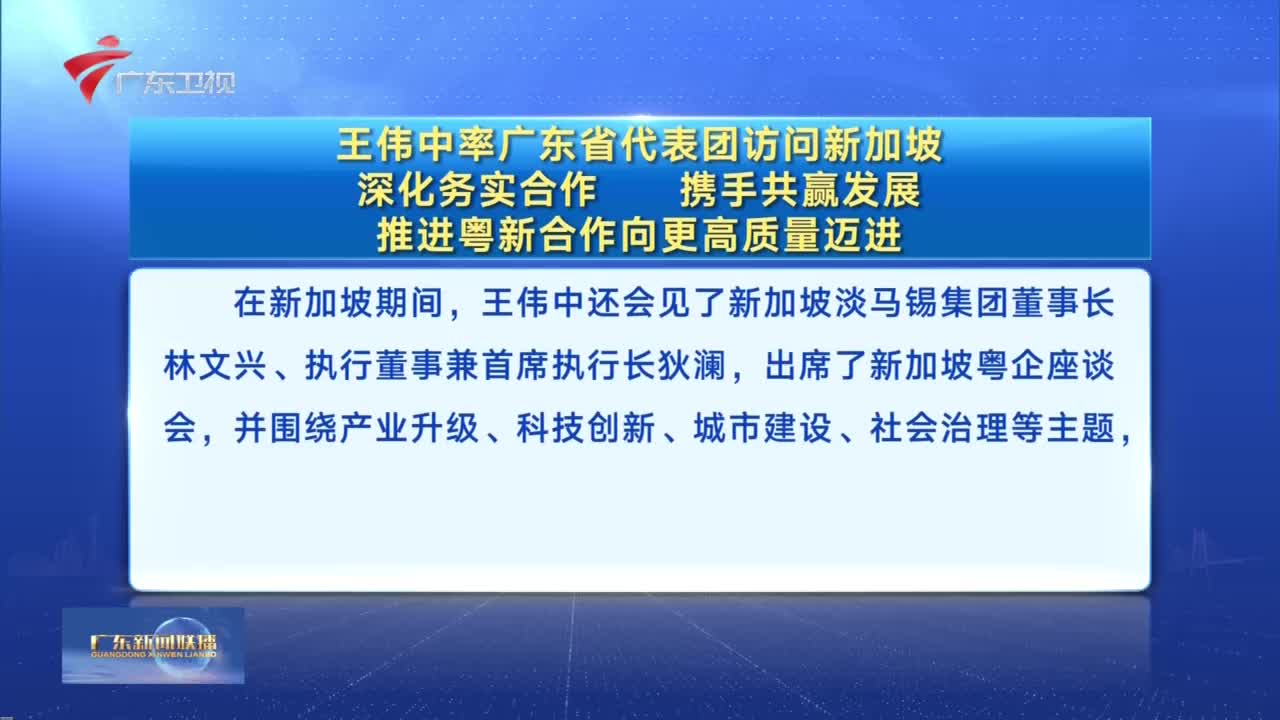 广东卫视
王伟中率广东省代表团访问新加坡
深化务实合作 携手共赢发展
推进粤新合作向更高质量迈进
在新加坡期间，王伟中还会见了新加坡淡马锡集团董事长
林文兴、执行董事兼首席执行长狄澜，出席了新加坡粤企座谈
会，并围绕产业升级、科技创新、城市建设、社会治理等主题，
广东新闻联播
GUANGDONG XINWEN LIANBO